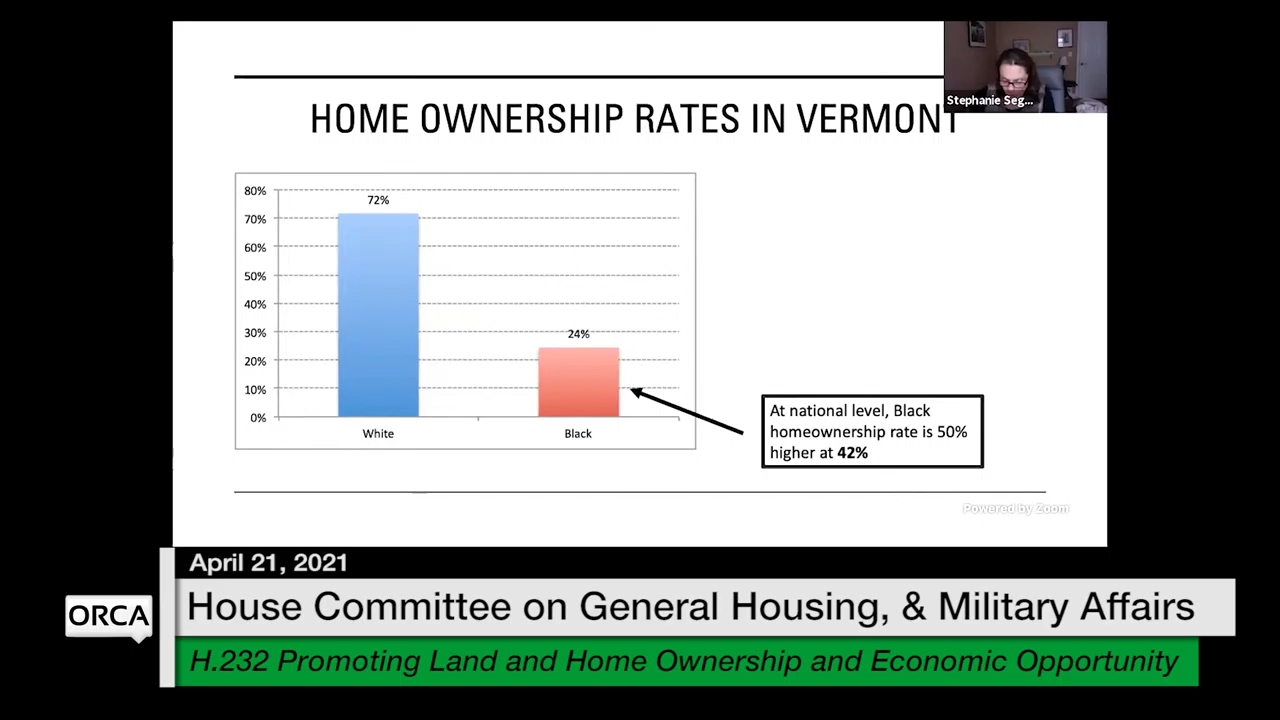 Stephanie Seg...
HOME OWNERSHIP RATES IN VERMONT
80%
70%
60%
50%
40%
30%
20%
10%
0%
72%
24%
White
Black
At national level, Black
homeownership rate is 50%
higher at 42%
Powered by Zoom
April 21, 2021
ORCA
House Committee on General Housing, & Military Affairs
H.232 Promoting Land and Home Ownership and Economic Opportunity